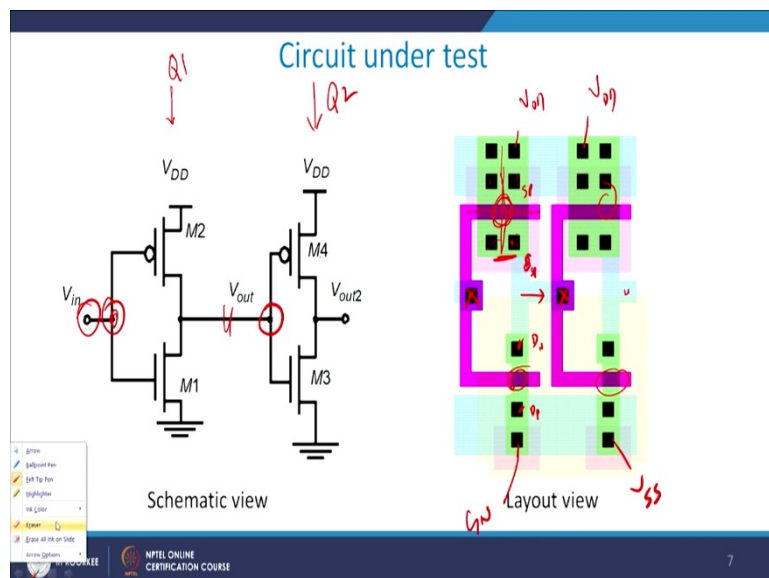 Circuit under test
Q1
Q2
VDD
VDD
M2
M4
Vin
Vout
Vout2
M1
M3
Schematic view
Layout view
VSS
GN
Arrow
Ballpoint Pen
Felt Tip Pen
Highlighter
Ink Color
Eraser
Erase All Ink on Slide
Arrow Options
ROORKEE
NPTEL ONLINE
CERTIFICATION COURSE
7